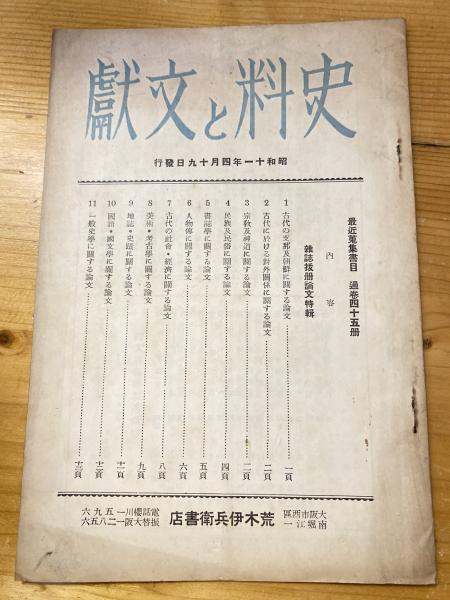 史料と文獻
昭和十一年四月十九日發行
最近蒐集書目 通卷四十五册
内容
雜誌拔册論文特輯
1 古代の支那及朝鮮に關する論文 一頁
2 古代に於ける對外關係に關する論文 二頁
3 宗敎及神道に關する論文 二頁
4 民族及民俗に關する論文 四頁
5 書誌學に關する論文 五頁
6 人物傳に關する論文 六頁
7 古代の社會・經濟に關する論文 八頁
8 美術・考古學に關する論文 九頁
9 地誌・史蹟に關する論文 十一頁
10 國語・國文學に關する論文 十二頁
11 一般史學に關する論文 十三頁
大阪市西區
南堀江一
荒木伊兵衞書店
電話櫻川一五九六
振替大阪一二八五六